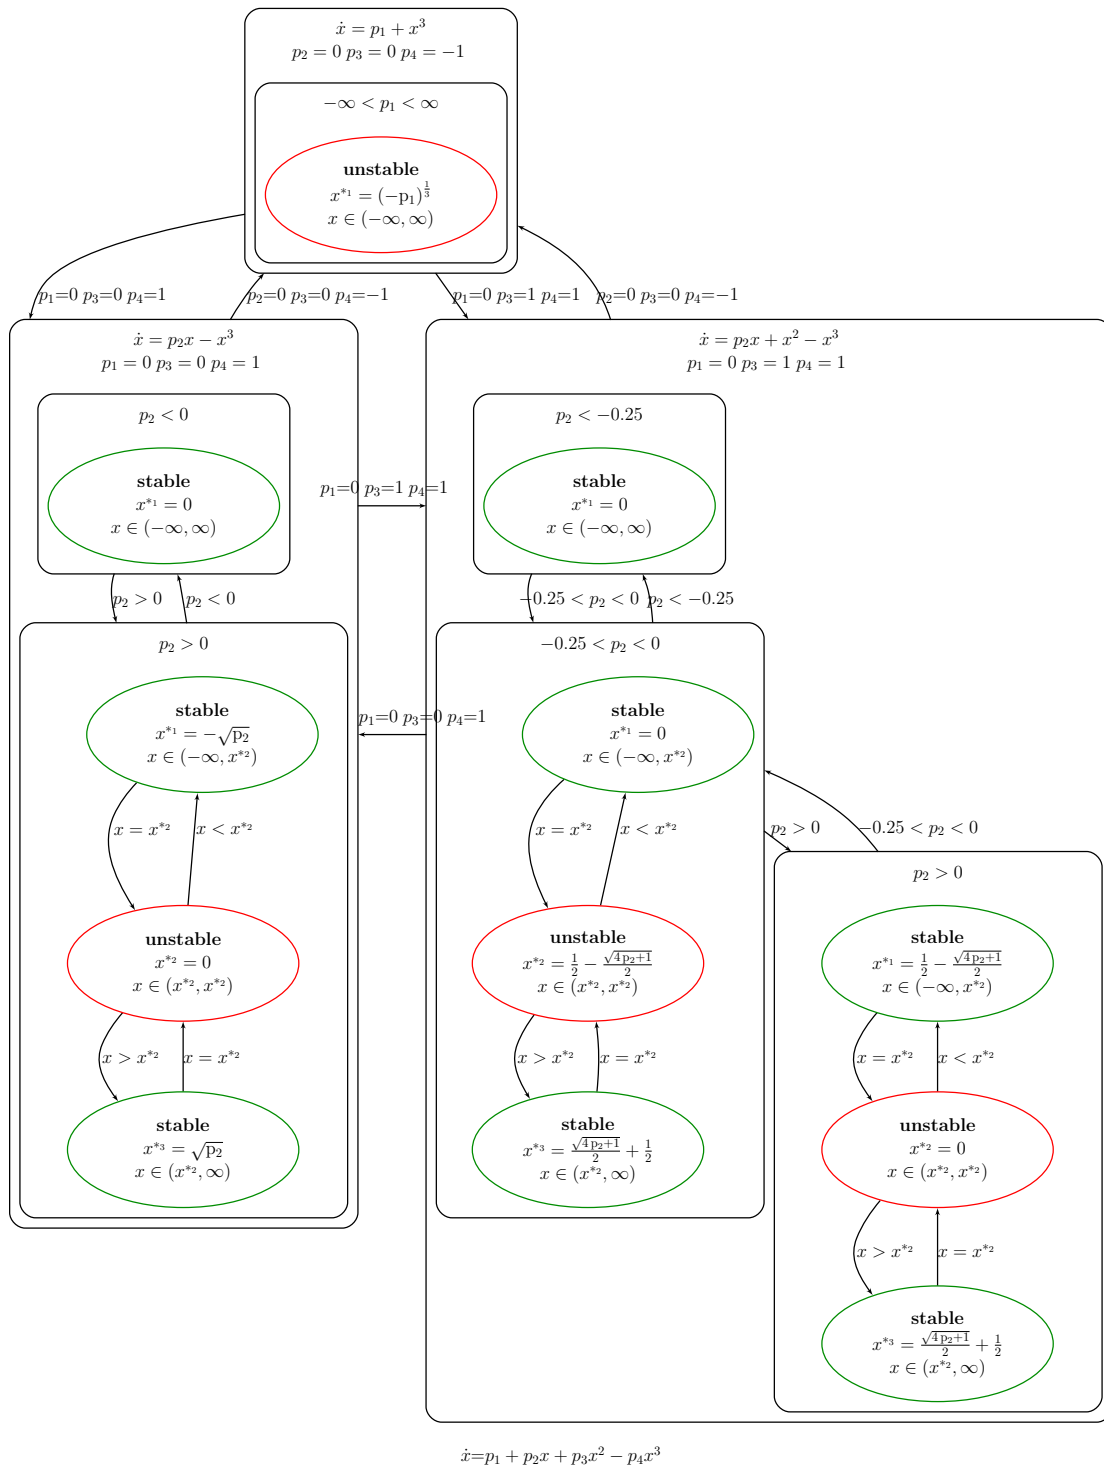 ẋ = p₁ + x³
p₂ = 0 p₃ = 0 p₄ = −1
−∞ < p₁ < ∞
unstable
x*¹ = (−p₁)^{1/3}
x ∈ (−∞, ∞)
p₁=0 p₃=0 p₄=1
p₂=0 p₃=0 p₄=−1
p₁=0 p₃=1 p₄=1
p₂=0 p₃=0 p₄=−1
ẋ = p₂x − x³
p₁ = 0 p₃ = 0 p₄ = 1
p₂ < 0
stable
x*¹ = 0
x ∈ (−∞, ∞)
p₂ > 0
p₂ < 0
p₂ > 0
stable
x*¹ = −√p₂
x ∈ (−∞, x*²)
x = x*²
x < x*²
unstable
x*² = 0
x ∈ (x*², x*²)
x > x*²
x = x*²
stable
x*³ = √p₂
x ∈ (x*², ∞)
p₁=0 p₃=1 p₄=1
p₁=0 p₃=0 p₄=1
ẋ = p₂x + x² − x³
p₁ = 0 p₃ = 1 p₄ = 1
p₂ < −0.25
stable
x*¹ = 0
x ∈ (−∞, ∞)
−0.25 < p₂ < 0
p₂ < −0.25
−0.25 < p₂ < 0
stable
x*¹ = 0
x ∈ (−∞, x*²)
x = x*²
x < x*²
unstable
x*² = 1/2 − √(4p₂+1)/2
x ∈ (x*², x*²)
x > x*²
x = x*²
stable
x*³ = √(4p₂+1)/2 + 1/2
x ∈ (x*², ∞)
p₂ > 0
−0.25 < p₂ < 0
p₂ > 0
stable
x*¹ = 1/2 − √(4p₂+1)/2
x ∈ (−∞, x*²)
x = x*²
x < x*²
unstable
x*² = 0
x ∈ (x*², x*²)
x > x*²
x = x*²
stable
x*³ = √(4p₂+1)/2 + 1/2
x ∈ (x*², ∞)
ẋ=p₁ + p₂x + p₃x² − p₄x³